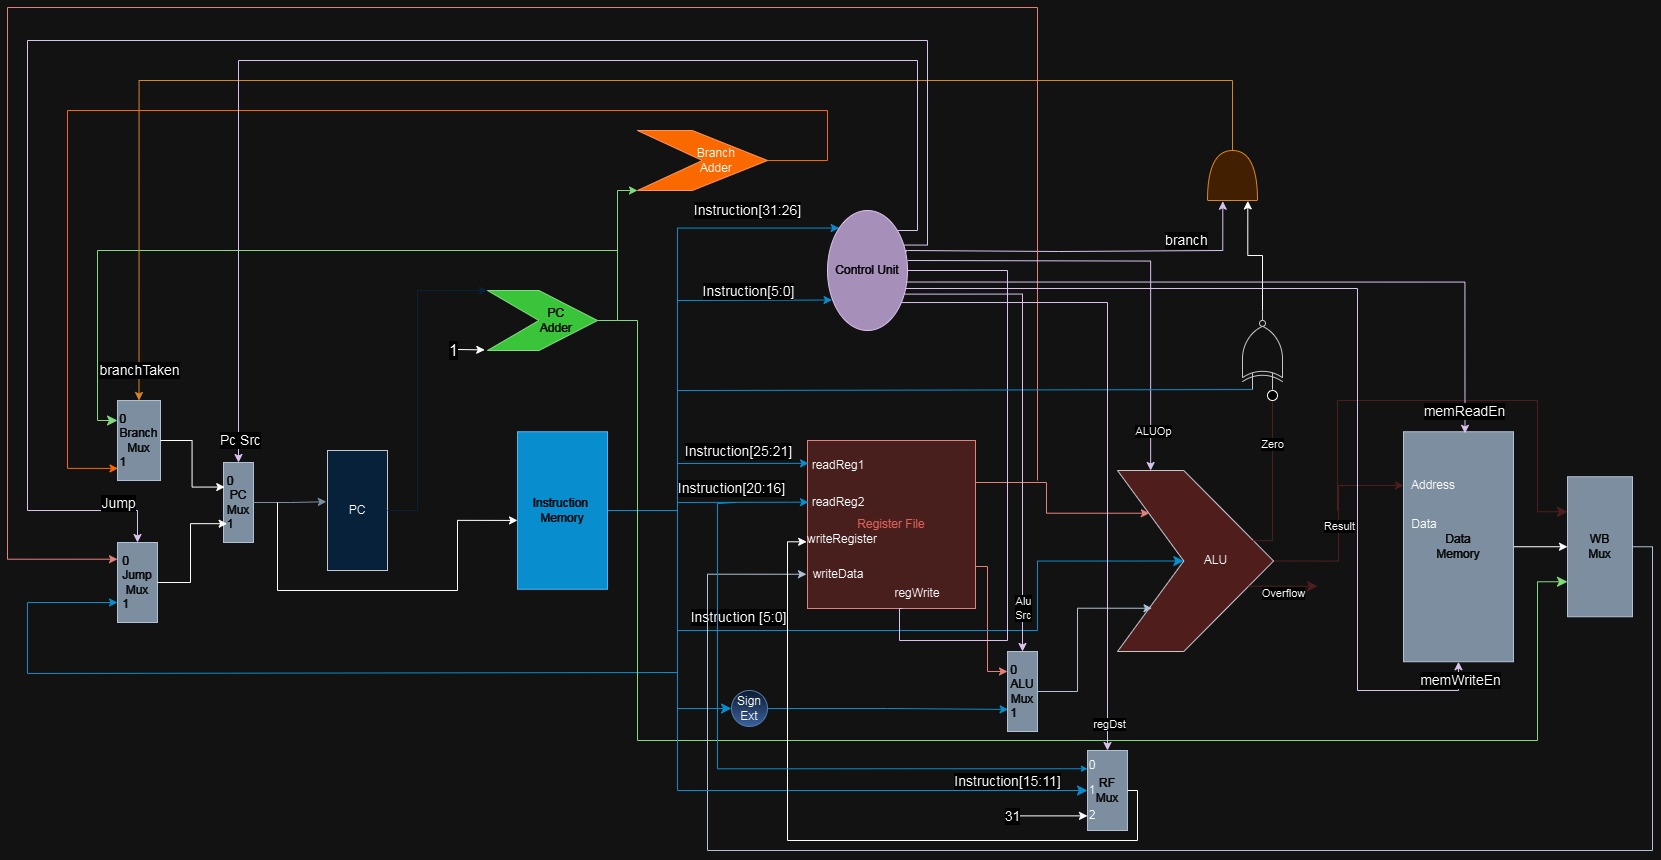 Branch
Adder
Instruction[31:26]
branch
Control Unit
Instruction[5:0]
PC
Adder
1
branchTaken
0
Branch
Mux
1
Pc Src
0
PC
Mux
1
Jump
0
Jump
Mux
1
PC
Instruction
Memory
Instruction[25:21]
Instruction[20:16]
readReg1
readReg2
Register File
writeRegister
writeData
regWrite
Instruction [5:0]
Sign
Ext
Alu
Src
0
ALU
Mux
1
ALUOp
Zero
ALU
Overflow
Result
memReadEn
Address
Data
Data
Memory
memWriteEn
WB
Mux
regDst
0
RF
1
Mux
2
Instruction[15:11]
31